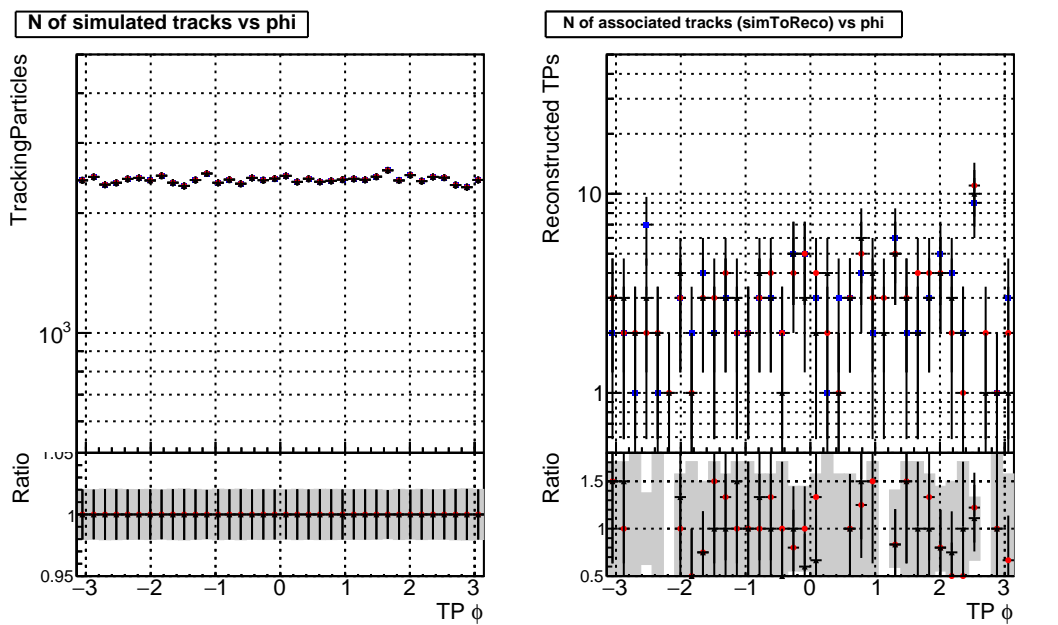 N of simulated tracks vs phi
TrackingParticles
10³
Ratio
1.05
1
0.95
−3 −2 −1 0 1 2 3
TP ϕ
N of associated tracks (simToReco) vs phi
Reconstructed TPs
10
1
Ratio
1.5
1
0.5
−3 −2 −1 0 1 2 3
TP ϕ